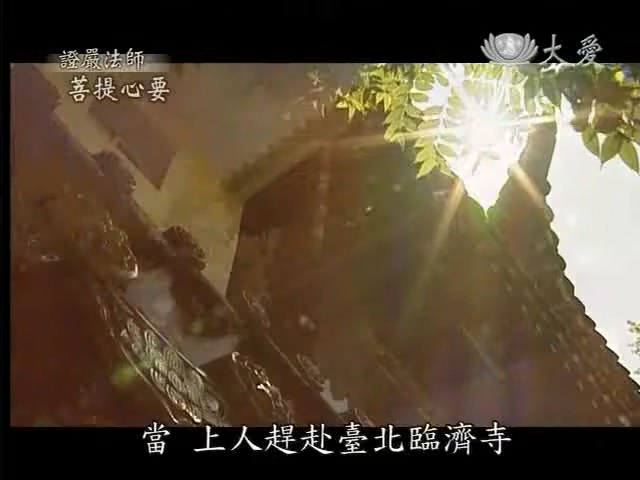 證嚴法師
菩提心要
大愛
當 上人趕赴臺北臨濟寺